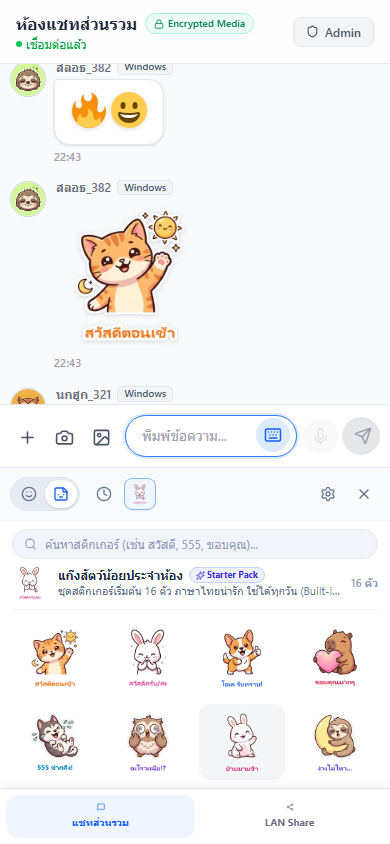 ห้องแชทส่วนรวม
Encrypted Media
เชื่อมต่อแล้ว
Admin
สลอธ_382
Windows
22:43
สลอธ_382
Windows
สวัสดีตอนเช้า
22:43
นกฮูก_321
Windows
พิมพ์ข้อความ...
ค้นหาสติกเกอร์ (เช่น สวัสดี, 555, ขอบคุณ)...
แก๊งสัตว์น้อยประจำห้อง
Starter Pack
16 ตัว
ชุดสติกเกอร์เริ่มต้น 16 ตัว ภาษาไทยน่ารัก ใช้ได้ทุกวัน (Built-i...
สวัสดีตอนเช้า
สวัสดีครับ/ค่ะ
โอเค รับทราบ!
ขอบคุณมากๆ
555 ขำกลิ้ง!
อะไรเหนี่ย!?
บ๊ายบายจ้า
ง่วงไม่ไหว...
แชทส่วนรวม
LAN Share